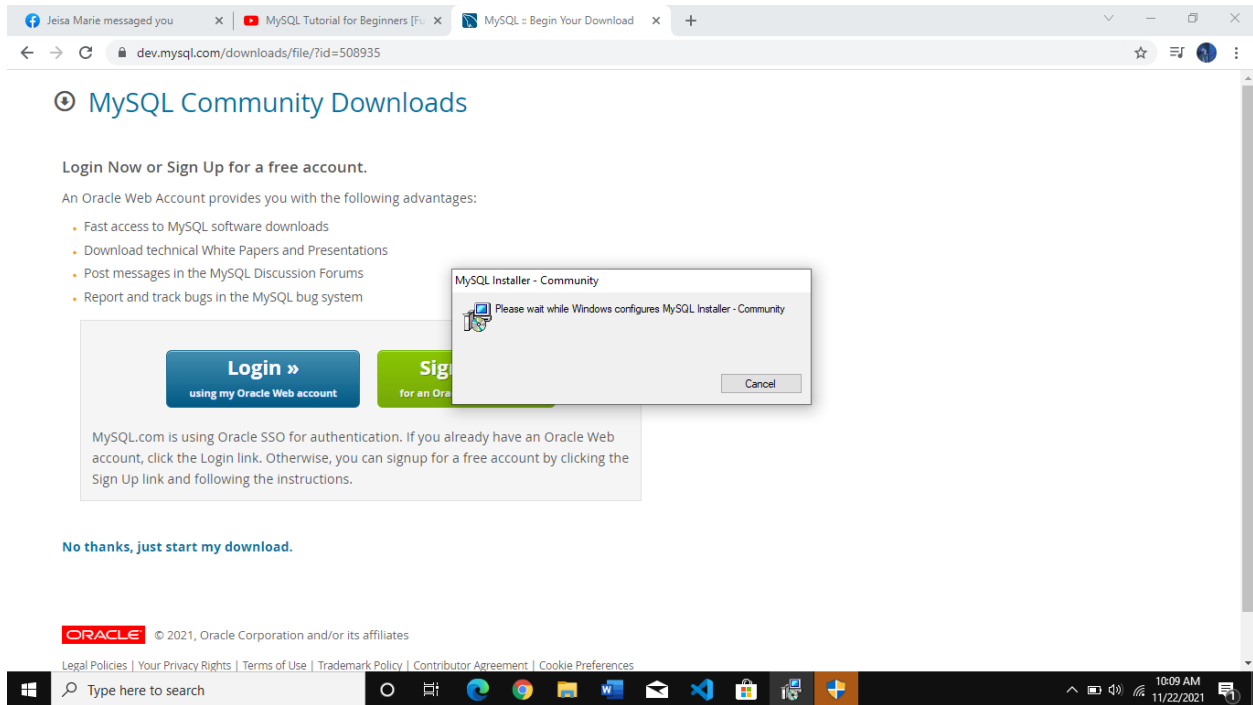 Jeisa Marie messaged you
MySQL Tutorial for Beginners [Fu
MySQL :: Begin Your Download
dev.mysql.com/downloads/file/?id=508935
MySQL Community Downloads
Login Now or Sign Up for a free account.
An Oracle Web Account provides you with the following advantages:
Fast access to MySQL software downloads
Download technical White Papers and Presentations
Post messages in the MySQL Discussion Forums
Report and track bugs in the MySQL bug system
MySQL Installer - Community
Please wait while Windows configures MySQL Installer - Community
Cancel
Login »
using my Oracle Web account
Sig
for an Ora
MySQL.com is using Oracle SSO for authentication. If you already have an Oracle Web
account, click the Login link. Otherwise, you can signup for a free account by clicking the
Sign Up link and following the instructions.
No thanks, just start my download.
ORACLE © 2021, Oracle Corporation and/or its affiliates
Legal Policies | Your Privacy Rights | Terms of Use | Trademark Policy | Contributor Agreement | Cookie Preferences
Type here to search
10:09 AM
11/22/2021
1